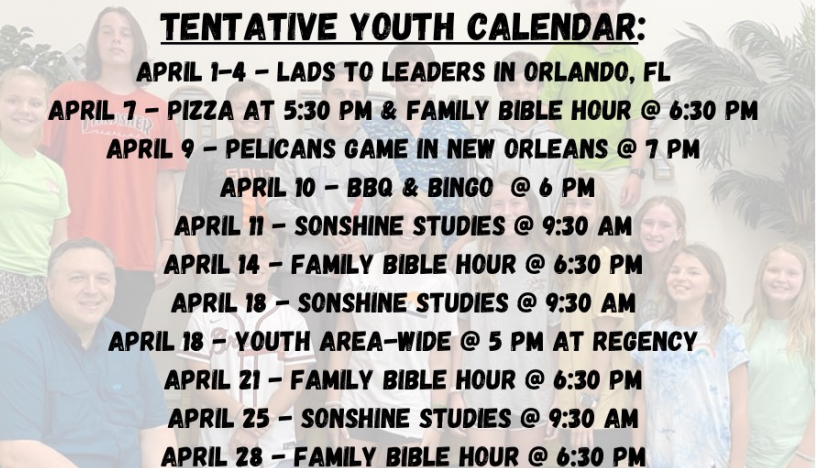 TENTATIVE YOUTH CALENDAR:
APRIL 1-4 - LADS TO LEADERS IN ORLANDO, FL
APRIL 7 - PIZZA AT 5:30 PM & FAMILY BIBLE HOUR @ 6:30 PM
APRIL 9 - PELICANS GAME IN NEW ORLEANS @ 7 PM
APRIL 10 - BBQ & BINGO @ 6 PM
APRIL 11 - SONSHINE STUDIES @ 9:30 AM
APRIL 14 - FAMILY BIBLE HOUR @ 6:30 PM
APRIL 18 - SONSHINE STUDIES @ 9:30 AM
APRIL 18 - YOUTH AREA-WIDE @ 5 PM AT REGENCY
APRIL 21 - FAMILY BIBLE HOUR @ 6:30 PM
APRIL 25 - SONSHINE STUDIES @ 9:30 AM
APRIL 28 - FAMILY BIBLE HOUR @ 6:30 PM